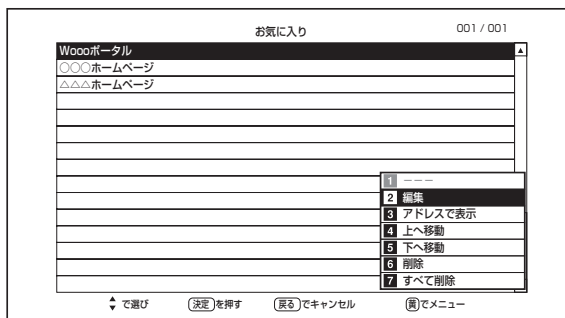 お気に入り 001 / 001
Woooポータル
○○○ホームページ
△△△ホームページ
1 −−−
2 編集
3 アドレスで表示
4 上へ移動
5 下へ移動
6 削除
7 すべて削除
で選び 決定を押す 戻るでキャンセル 黄でメニュー